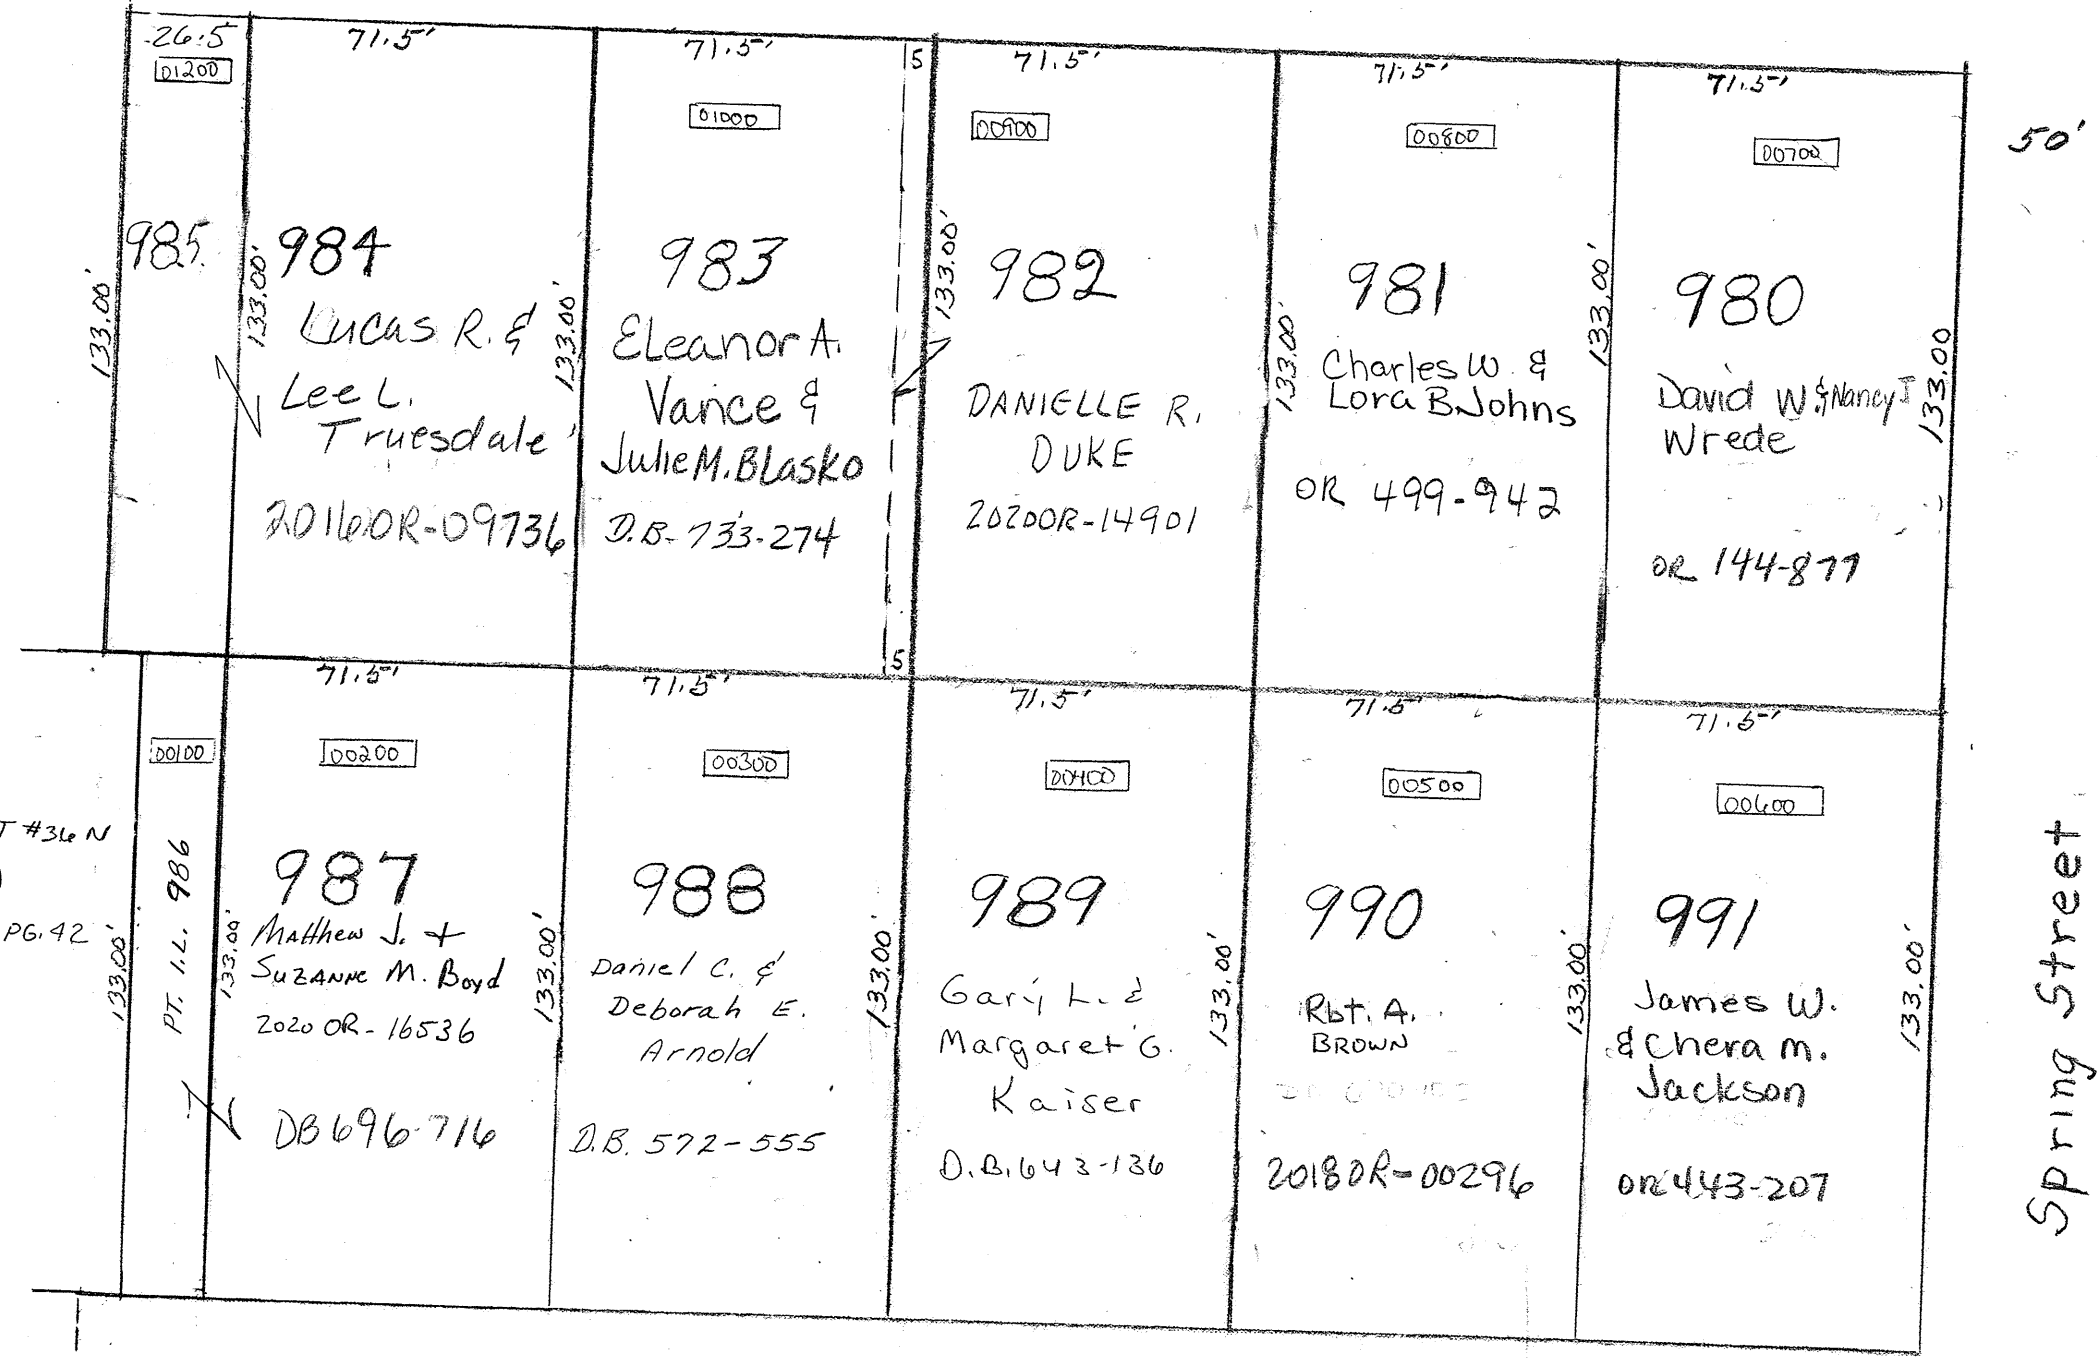 26.5
01200
985
133.00'
133.00'
71.5'
984
Lucas R. &
Lee L.
Truesdale
2016OR-09736
133.00'
71.5'
01000
983
ELeanor A.
Vance &
Julie M. BLasko
D.B. 733-274
5
5
133.00'
71.5'
00900
982
DANIELLE R.
DUKE
2020OR-14901
133.00'
71.5'
00800
981
Charles W. &
Lora B Johns
OR 499-942
133.00'
71.5'
00700
980
David W & Nancy J
Wrede
OR 144-877
133.00
50'
#36 N
PG. 42
133.00'
00100
PT. I.L. 986
133.00'
71.5'
00200
987
Matthew J. +
SUZANNE M. Boyd
2020 OR-16536
DB 696-716
133.00'
71.5'
00300
988
Daniel C. &
Deborah E.
Arnold
D.B. 572-555
133.00'
71.5'
00400
989
Gary L. &
Margaret G.
Kaiser
D.B. 643-136
133.00'
71.5'
00500
990
Rbt. A.
BROWN
2018OR-00296
133.00'
71.5'
00600
991
James W.
& Chera M.
Jackson
OR 443-207
133.00'
Spring Street